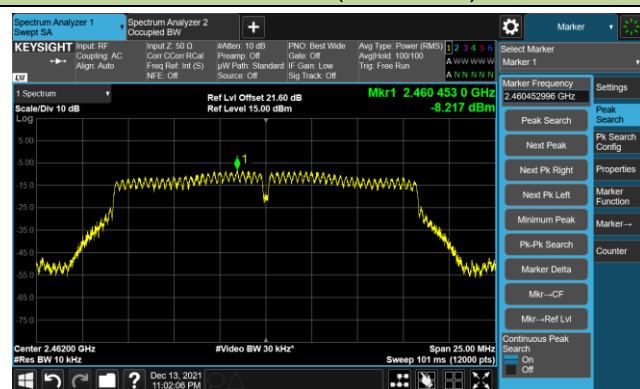 Spectrum Analyzer 1
Swept SA
Spectrum Analyzer 2
Occupied BW
Marker
KEYSIGHT
Input: RF
Coupling: AC
Align: Auto
Input Z: 50 Ω
Corr CCorr RCal
Freq Ref: Int (S)
NFE: Off
#Atten: 10 dB
Preamp: Off
µW Path: Standard
Source: Off
PNO: Best Wide
Gate: Off
IF Gain: Low
Sig Track: Off
Avg Type: Power (RMS)
Avg|Hold: 100/100
Trig: Free Run
1 2 3 4 5 6
A W W W W W
A N N N N N
LXI
Select Marker
Marker 1
1 Spectrum
Scale/Div 10 dB
Log
Ref Lvl Offset 21.60 dB
Ref Level 15.00 dBm
Mkr1 2.460 453 0 GHz
-8.217 dBm
5.00
-5.00
-15.0
-25.0
-35.0
-45.0
-55.0
-65.0
-75.0
1
Center 2.46200 GHz
#Res BW 10 kHz
#Video BW 30 kHz*
Span 25.00 MHz
Sweep 101 ms (12000 pts)
Marker Frequency
2.460452996 GHz
Peak Search
Next Peak
Next Pk Right
Next Pk Left
Minimum Peak
Pk-Pk Search
Marker Delta
Mkr→CF
Mkr→Ref Lvl
Continuous Peak
Search
On
Off
Settings
Peak
Search
Pk Search
Config
Properties
Marker
Function
Marker→
Counter
Dec 13, 2021
11:02:06 PM